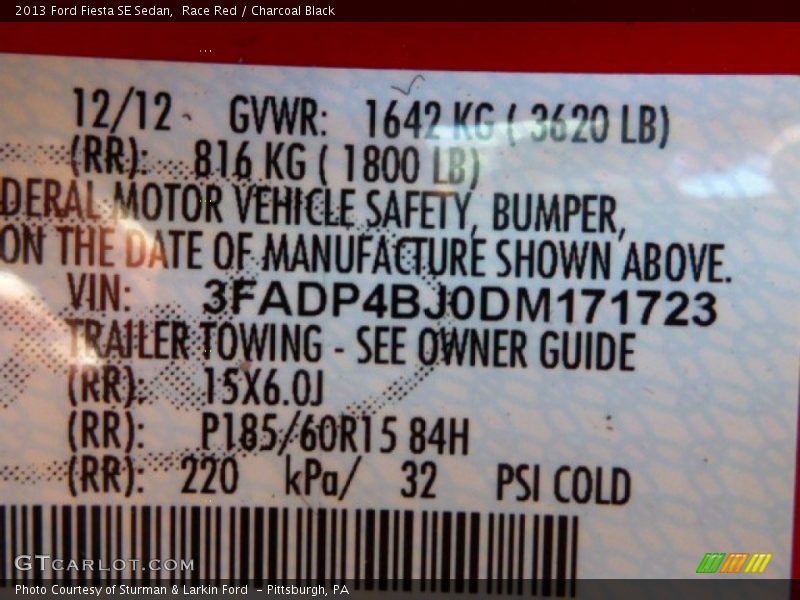 2013 Ford Fiesta SE Sedan,  Race Red / Charcoal Black
12/12 GVWR: 1642 KG ( 3620 LB)
(RR): 816 KG ( 1800 LB)
DERAL MOTOR VEHICLE SAFETY, BUMPER,
ON THE DATE OF MANUFACTURE SHOWN ABOVE.
VIN: 3FADP4BJ0DM171723
TRAILER TOWING - SEE OWNER GUIDE
(RR): 15X6.0J
(RR): P185/60R15 84H
(RR): 220 kPa/ 32 PSI COLD
GTcarlot.com
Photo Courtesy of Sturman & Larkin Ford  - Pittsburgh, PA